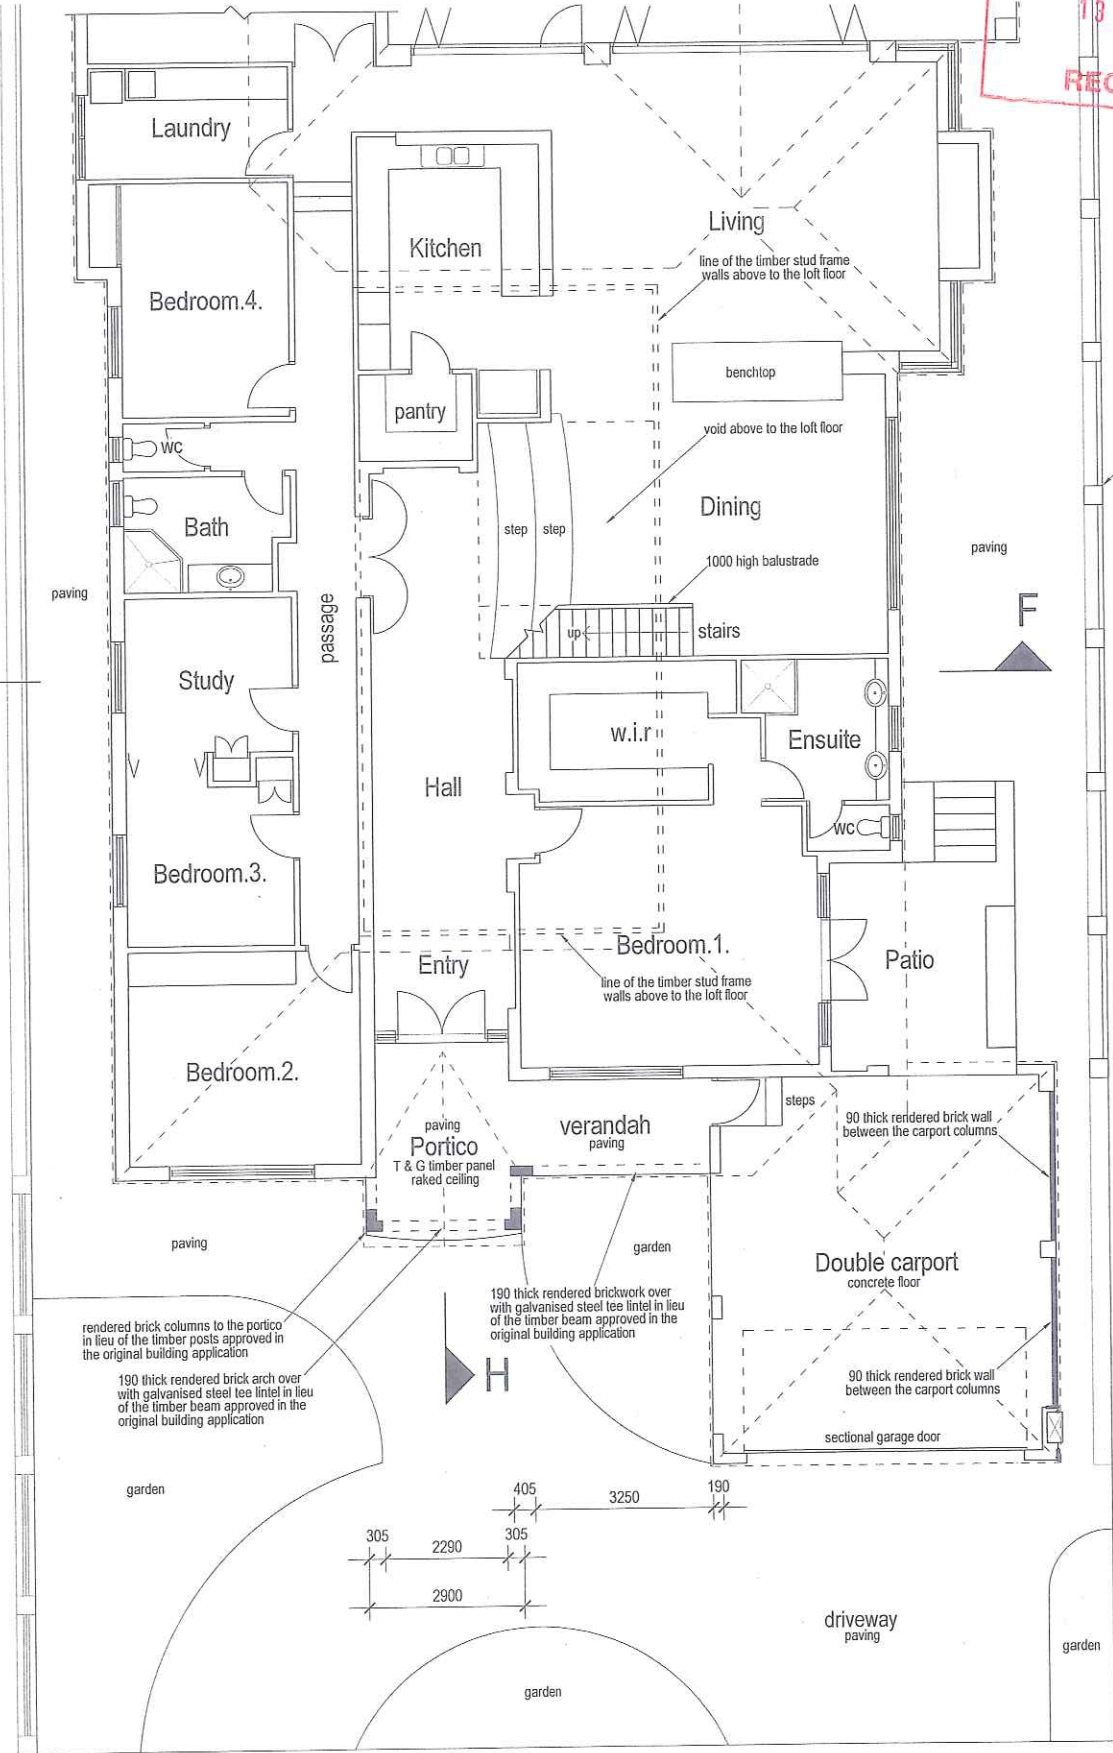 13
REC
Laundry
Kitchen
Living
line of the timber stud frame
walls above to the loft floor
Bedroom.4.
benchtop
pantry
void above to the loft floor
wc
Bath
step
step
Dining
paving
1000 high balustrade
paving
passage
F
up
stairs
Study
w.i.r
Ensuite
Hall
wc
Bedroom.3.
Bedroom.1.
Entry
Patio
line of the timber stud frame
walls above to the loft floor
Bedroom.2.
steps
90 thick rendered brick wall
between the carport columns
paving
Portico
T & G timber panel
raked ceiling
verandah
paving
paving
garden
Double carport
concrete floor
190 thick rendered brickwork over
with galvanised steel tee lintel in lieu
of the timber beam approved in the
original building application
rendered brick columns to the portico
in lieu of the timber posts approved in
the original building application
190 thick rendered brick arch over
with galvanised steel tee lintel in lieu
of the timber beam approved in the
original building application
H
90 thick rendered brick wall
between the carport columns
sectional garage door
garden
405
3250
190
305
2290
305
2900
driveway
paving
garden
garden